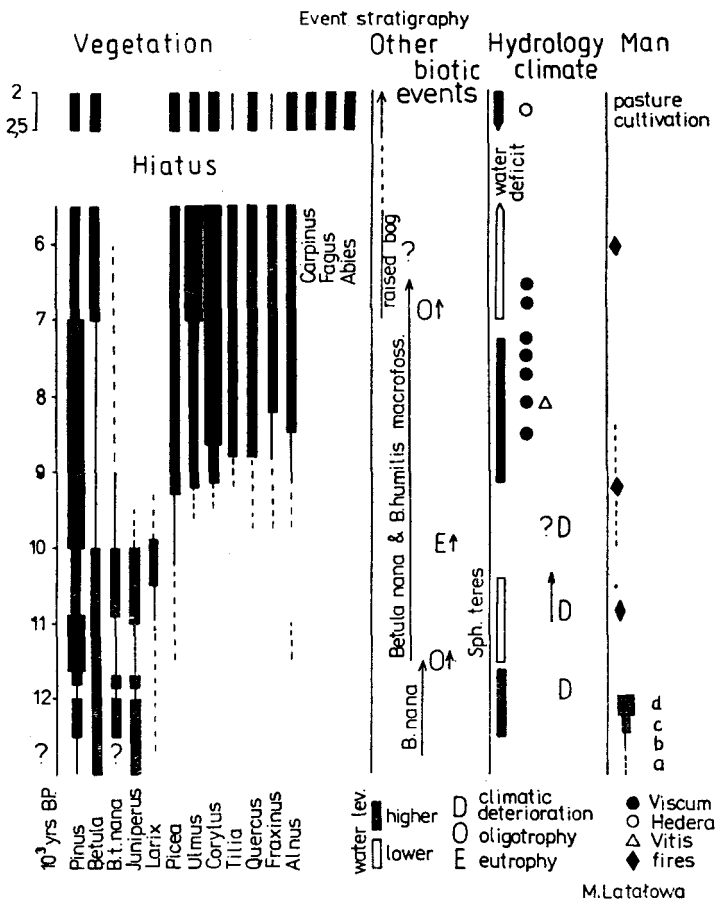 Event stratigraphy
Vegetation
Other
biotic
events
Hydrology
climate
Man
2
2,5
Hiatus
pasture
cultivation
water
deficit
6
7
8
9
10
11
12
?
?
Carpinus
Fagus
Abies
raised bog
?
O↑
Betula nana & B.humilis macrofoss.
E↑
O↑
B. nana
Sph. teres
?D
D
D
d
c
b
a
10³ yrs BP.
Pinus
Betula
B.t. nana
Juniperus
Larix
Picea
Ulmus
Corylus
Tilia
Quercus
Fraxinus
Alnus
water lev.
higher
lower
D climatic
deterioration
O oligotrophy
E eutrophy
Viscum
Hedera
Vitis
fires
M.Latałowa